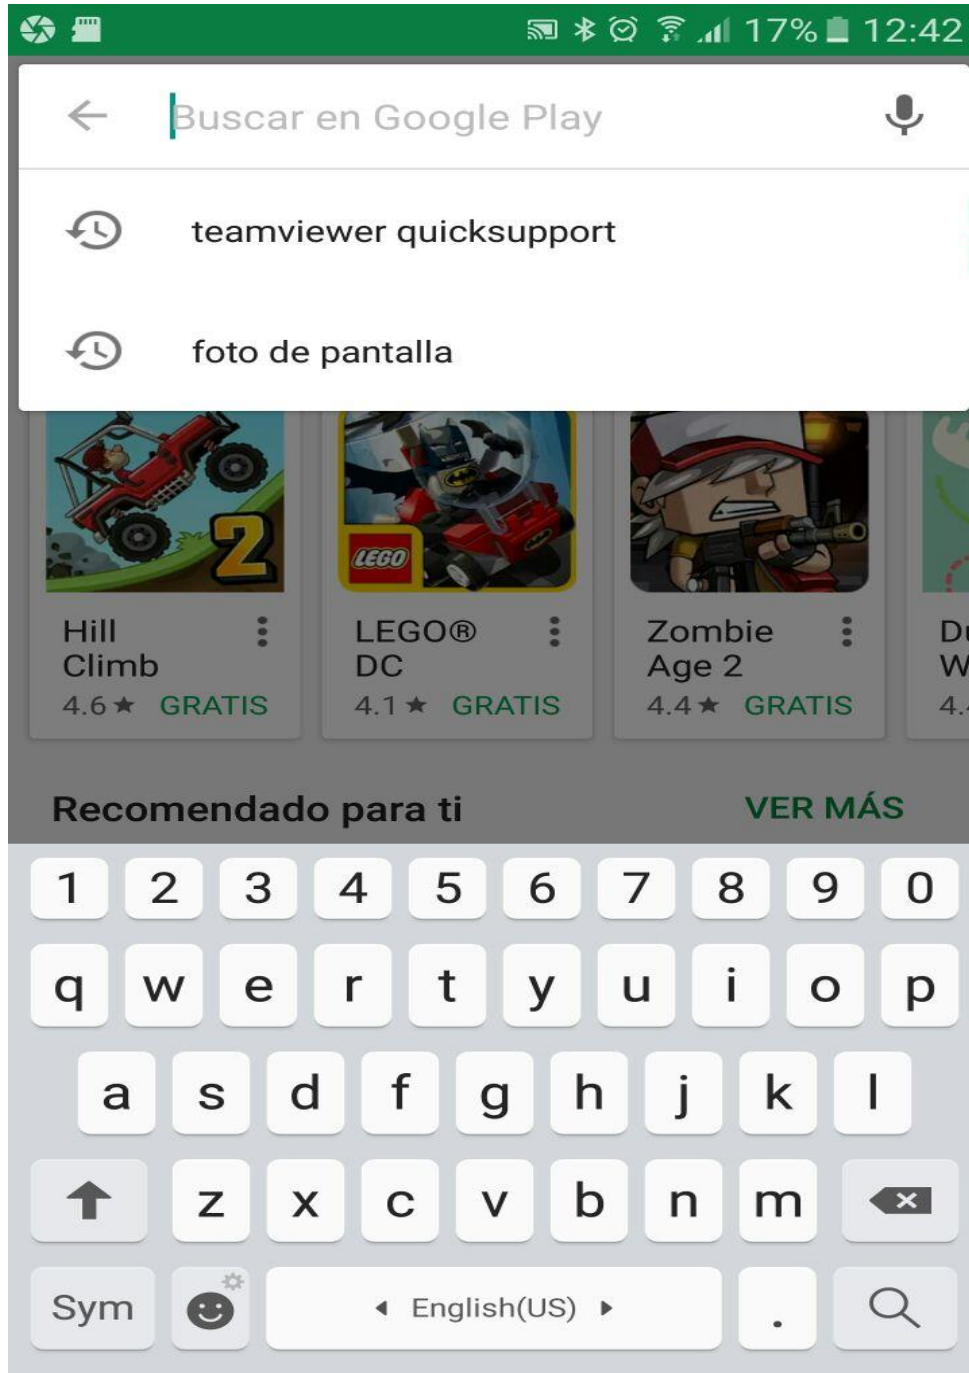 17% 12:42
Buscar en Google Play
teamviewer quicksupport
foto de pantalla
2
LEGO
Hill
Climb
4.6 GRATIS
LEGO®
DC
4.1 GRATIS
Zombie
Age 2
4.4 GRATIS
Recomendado para ti VER MÁS
1 2 3 4 5 6 7 8 9 0
q w e r t y u i o p
a s d f g h j k l
z x c v b n m
Sym English(US) .